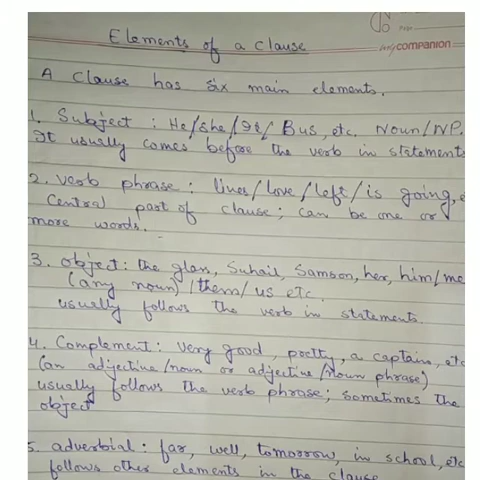 Elements of a Clause
my companion
A Clause has six main elements.
1. Subject : He/she/It/ Bus, etc. Noun/NP.
It usually comes before the verb in statements
2. Verb phrase : lives/love/left/is going, e
Central part of clause; can be one or
more words.
3. Object : the glass, Suhail, Samson, her, him/me
(any noun) /them/us etc.
usually follows the verb in statements.
4. Complement : very good, pretty, a captain, etc
(an adjective/noun or adjective/Noun phrase)
usually follows the verb phrase; sometimes the
object
5. adverbial : far, well, tomorrow, in school, etc
follows other elements in the clause